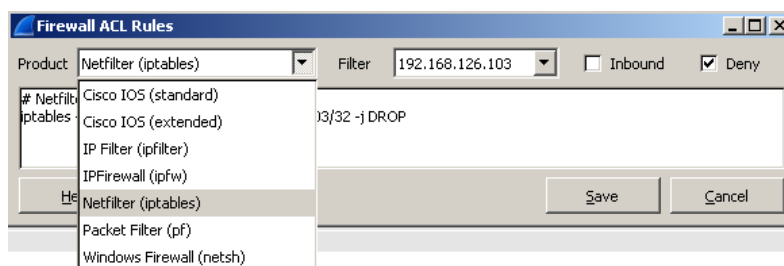 Firewall ACL Rules
Product Netfilter (iptables) Filter 192.168.126.103 Inbound Deny
# Netfilt
iptables 03/32 -j DROP
Cisco IOS (standard)
Cisco IOS (extended)
IP Filter (ipfilter)
IPFirewall (ipfw)
Netfilter (iptables)
Packet Filter (pf)
Windows Firewall (netsh)
He Save Cancel